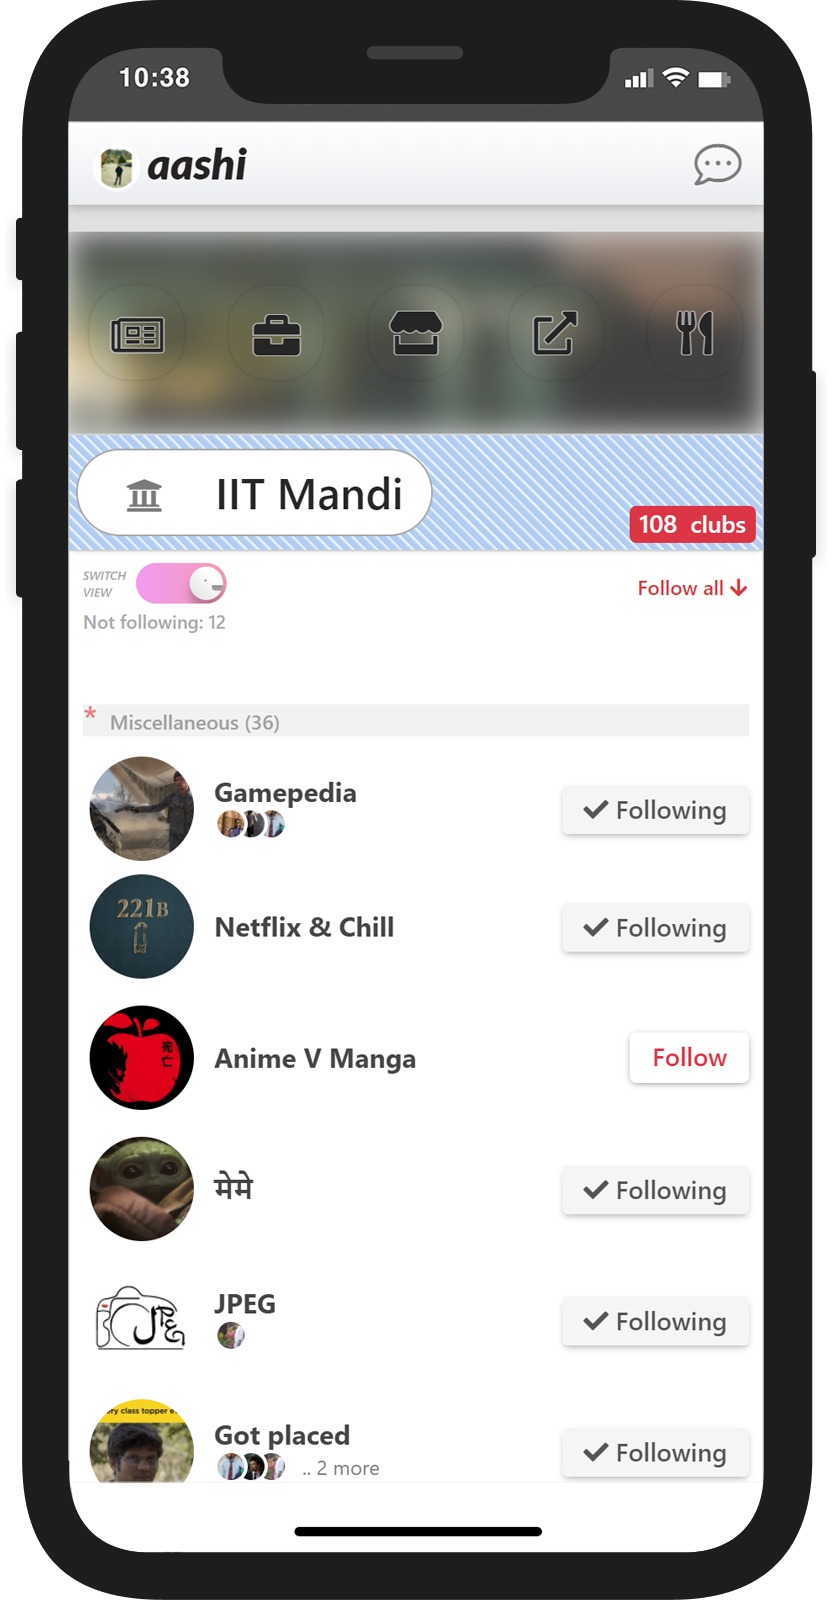 10:38
aashi
IIT Mandi
108 clubs
SWITCH
VIEW
Follow all
Not following: 12
* Miscellaneous (36)
Gamepedia
Following
221B
Netflix & Chill
Following
死亡
Anime V Manga
Follow
मेमे
Following
JPEG
JPEG
Following
ry class topper e
Got placed
.. 2 more
Following